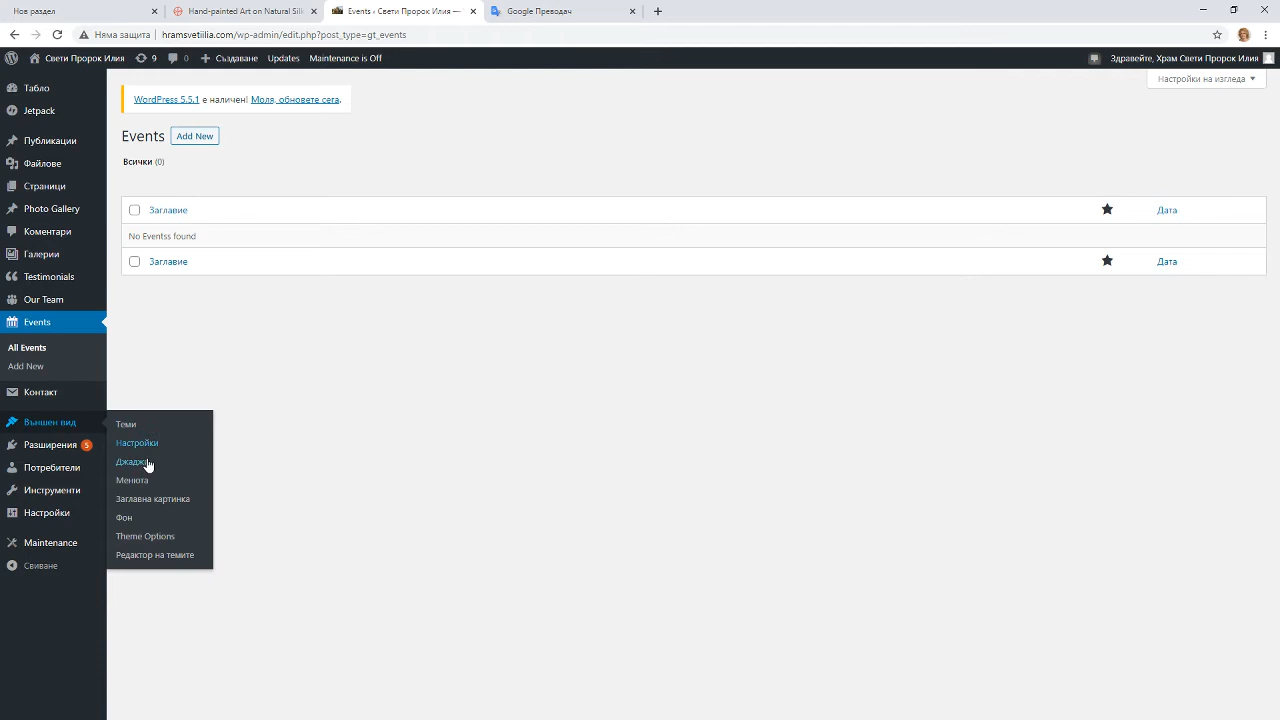 Нов раздел
Hand-painted Art on Natural Silk
Events ‹ Свети Пророк Илия —
Google Преводач
Няма защита
hramsvetiilia.com/wp-admin/edit.php?post_type=gt_events
Свети Пророк Илия
9
0
Създаване
Updates
Maintenance is Off
Здравейте, Храм Свети Пророк Илия
Настройки на изгледа
Табло
Jetpack
Публикации
Файлове
Страници
Photo Gallery
Коментари
Галерии
Testimonials
Our Team
Events
All Events
Add New
Контакт
Външен вид
Разширения 5
Потребители
Инструменти
Настройки
Maintenance
Свиване
Теми
Настройки
Менюта
Заглавна картинка
Фон
Theme Options
Редактор на темите
WordPress 5.5.1 е наличен! Моля, обновете сега.
Events
Add New
Всички (0)
Заглавие
Дата
No Eventss found
Заглавие
Дата